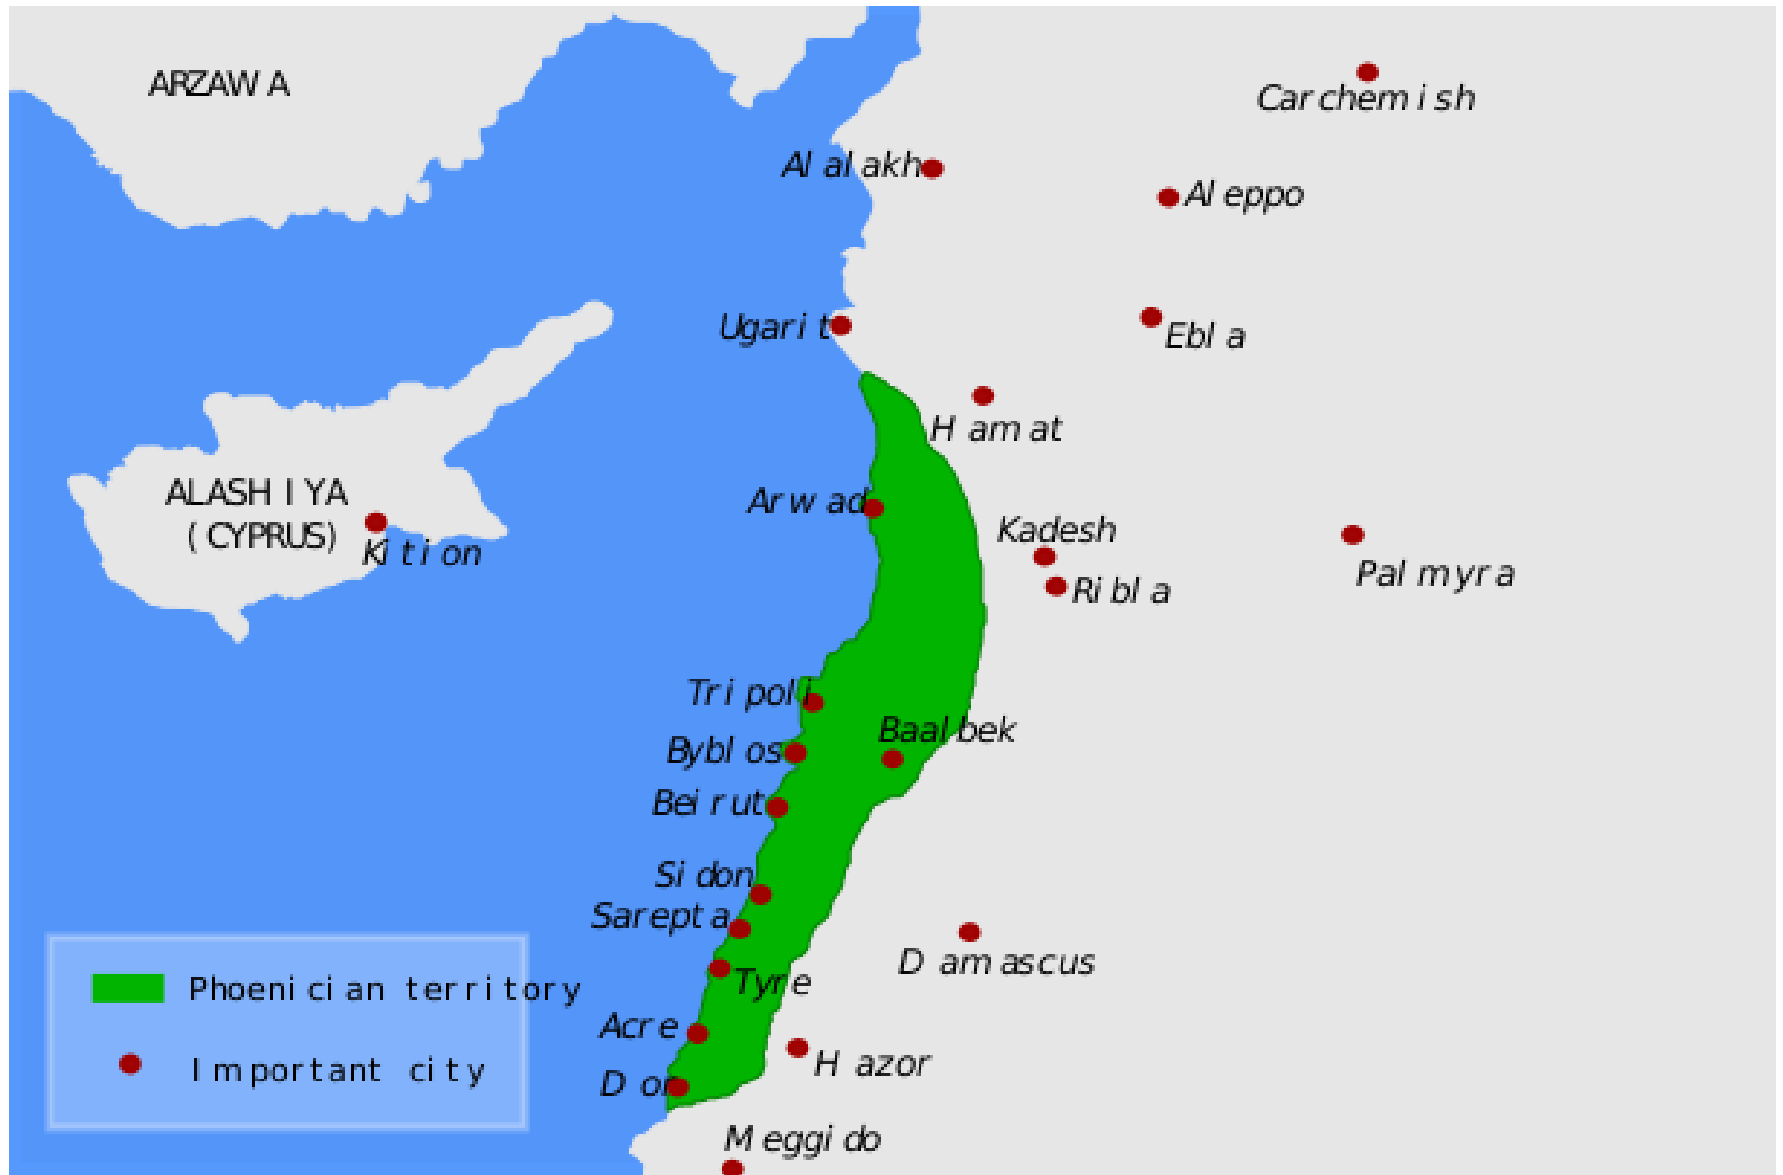 ARZAWA
Carchemish
Alalakh
Aleppo
Ugarit
Ebla
Hamat
ALASHIYA
(CYPRUS)
Kition
Arwad
Kadesh
Ribla
Palmyra
Tripoli
Baalbek
Byblos
Beirut
Sidon
Sarepta
Damascus
Tyre
Acre
Hazor
Dor
Meggido
Phoenician territory
Important city